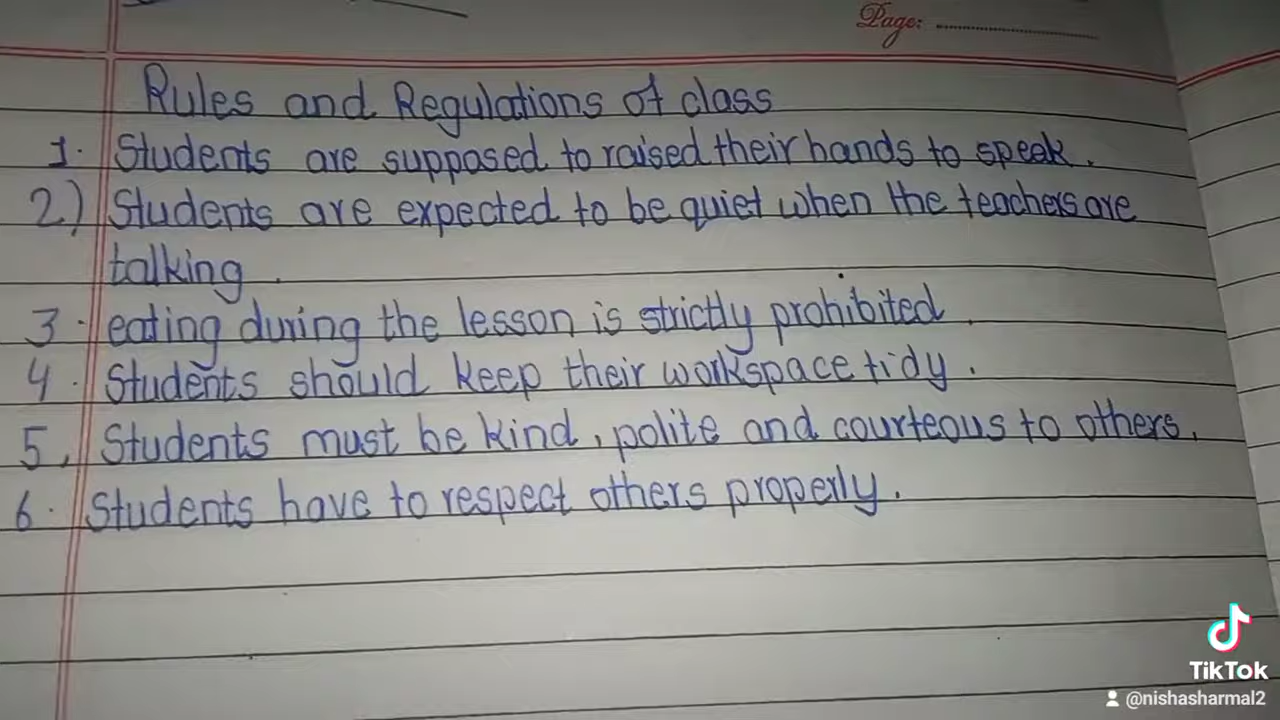 Page:
Rules and Regulations of class
1. Students are supposed to raised their hands to speak.
2) Students are expected to be quiet when the teachers are
talking.
3. eating during the lesson is strictly prohibited.
4. Students should keep their workspace tidy.
5. Students must be kind, polite and courteous to others.
6. Students have to respect others properly.
TikTok
@nishasharmal2